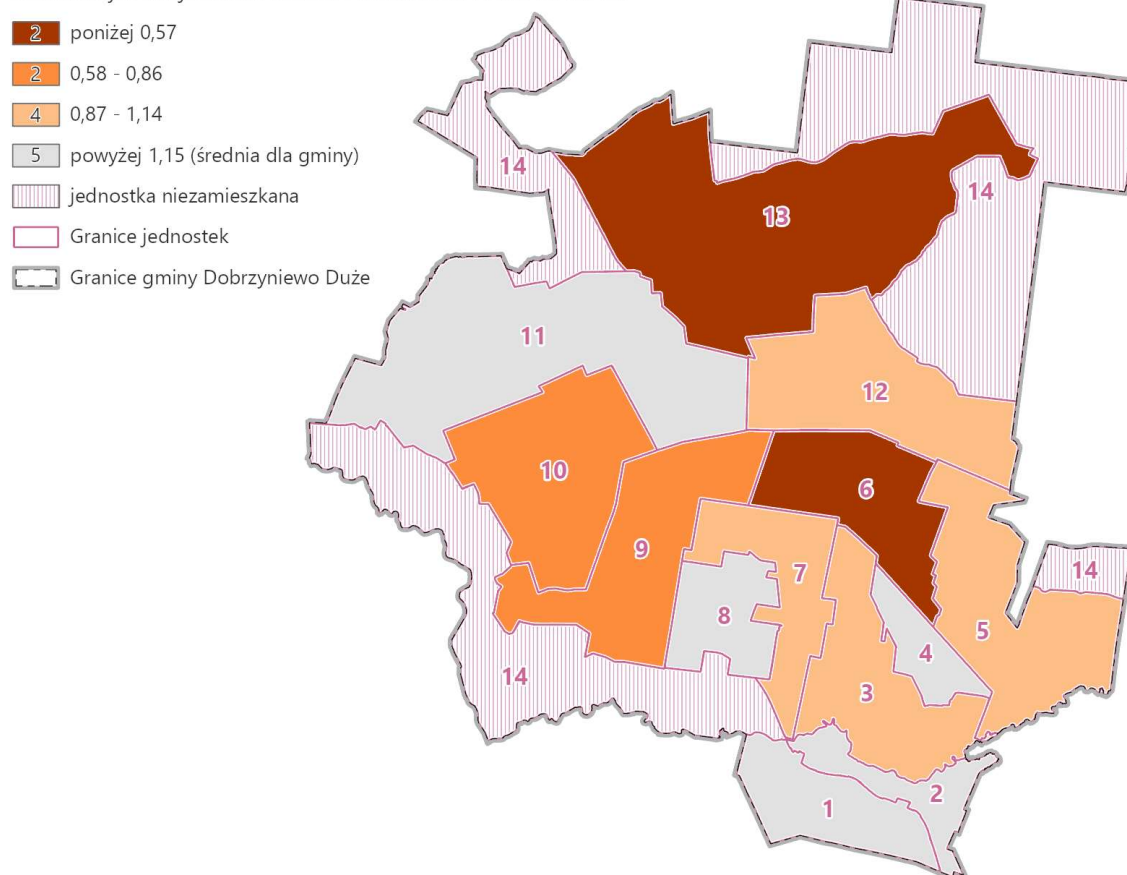 2 poniżej 0,57
2 0,58 - 0,86
4 0,87 - 1,14
5 powyżej 1,15 (średnia dla gminy)
jednostka niezamieszkana
Granice jednostek
Granice gminy Dobrzyniewo Duże
14
14
13
11
12
10
6
9
7
14
8
5
4
14
3
2
1